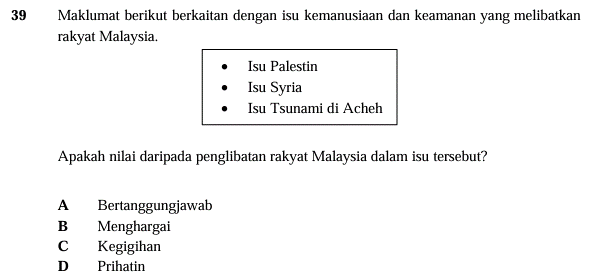 39 Maklumat berikut berkaitan dengan isu kemanusiaan dan keamanan yang melibatkan
rakyat Malaysia.
• Isu Palestin
• Isu Syria
• Isu Tsunami di Acheh
Apakah nilai daripada penglibatan rakyat Malaysia dalam isu tersebut?
A Bertanggungjawab
B Menghargai
C Kegigihan
D Prihatin